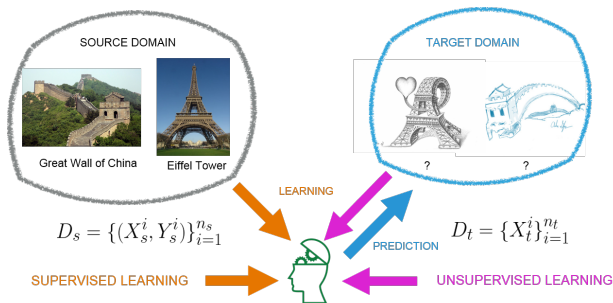 SOURCE DOMAIN
TARGET DOMAIN
Great Wall of China
Eiffel Tower
?
?
LEARNING
D_s = {(X_s^i, Y_s^i)}_{i=1}^{n_s}
D_t = {X_t^i}_{i=1}^{n_t}
PREDICTION
SUPERVISED LEARNING
UNSUPERVISED LEARNING